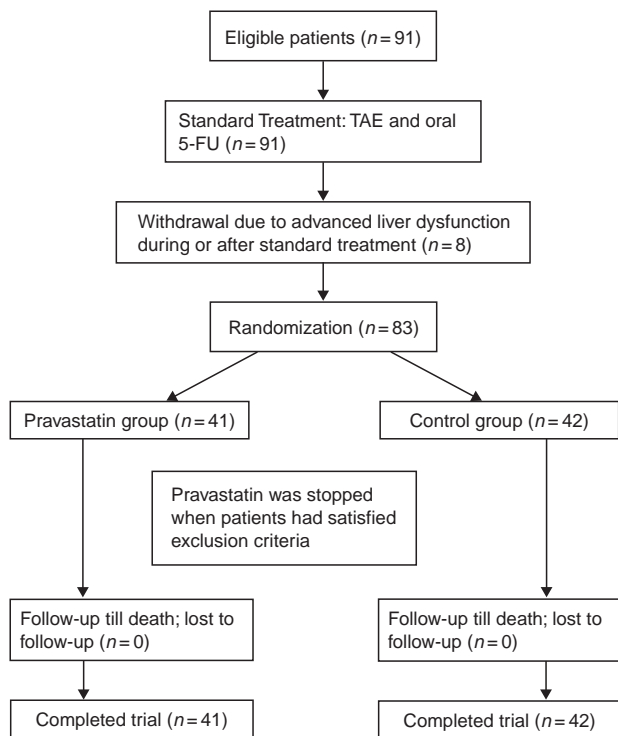 Eligible patients (n=91)
Standard Treatment: TAE and oral
5-FU (n=91)
Withdrawal due to advanced liver dysfunction
during or after standard treatment (n=8)
Randomization (n=83)
Pravastatin group (n=41)
Control group (n=42)
Pravastatin was stopped
when patients had satisfied
exclusion criteria
Follow-up till death; lost to
follow-up (n=0)
Follow-up till death; lost to
follow-up (n=0)
Completed trial (n=41)
Completed trial (n=42)